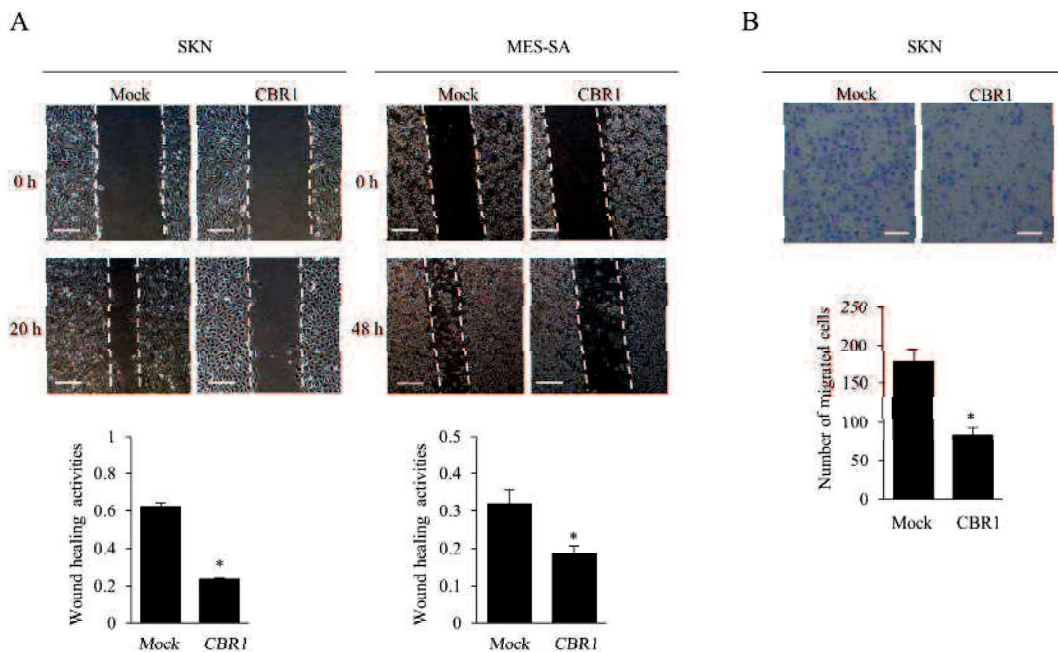 A
SKN
MES-SA
Mock
CBR1
Mock
CBR1
0 h
0 h
20 h
48 h
Wound healing activities
1
0.8
0.6
0.4
0.2
0
*
Mock
CBR1
Wound healing activities
0.5
0.4
0.3
0.2
0.1
0
*
Mock
CBR1
B
SKN
Mock
CBR1
Number of migrated cells
250
200
150
100
50
0
*
Mock
CBR1